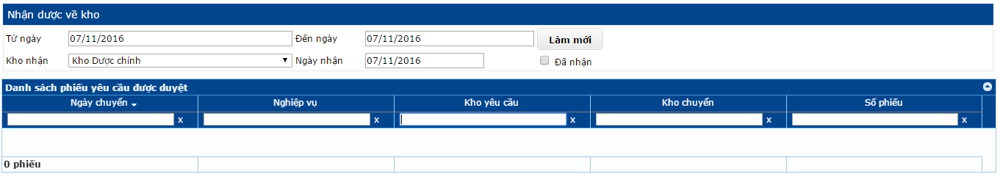 Nhận dược về kho
Từ ngày 07/11/2016 Đến ngày 07/11/2016 Làm mới
Kho nhận Kho Dược chính Ngày nhận 07/11/2016 Đã nhận
Danh sách phiếu yêu cầu được duyệt
Ngày chuyển Nghiệp vụ Kho yêu cầu Kho chuyển Số phiếu
x x x x x
0 phiếu